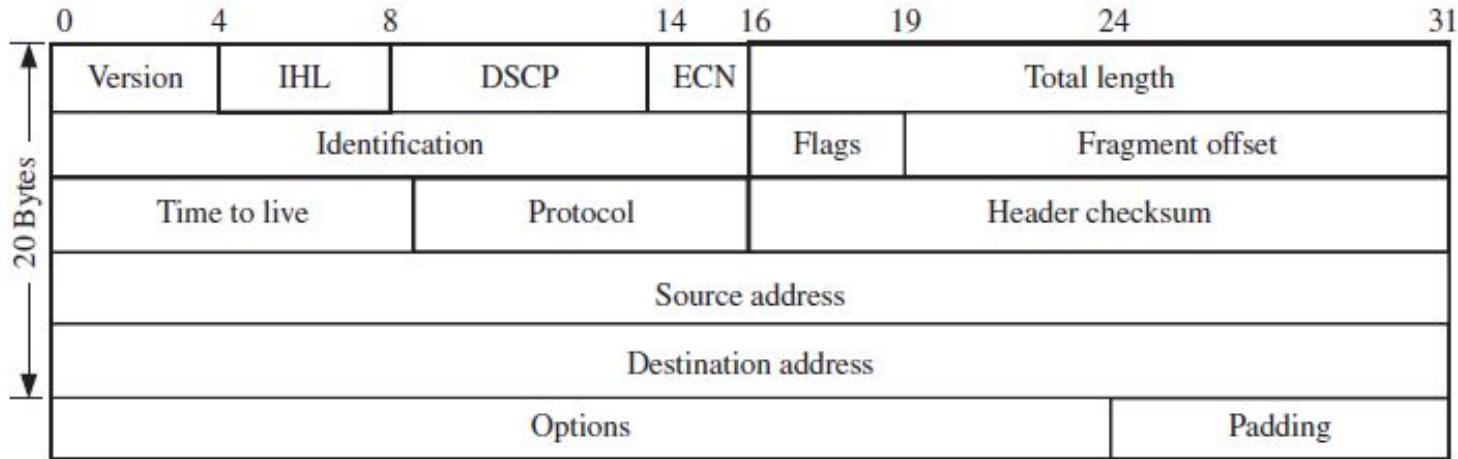 0 4 8 14 16 19 24 31
Version IHL DSCP ECN Total length
Identification Flags Fragment offset
Time to live Protocol Header checksum
Source address
Destination address
Options Padding
20 Bytes